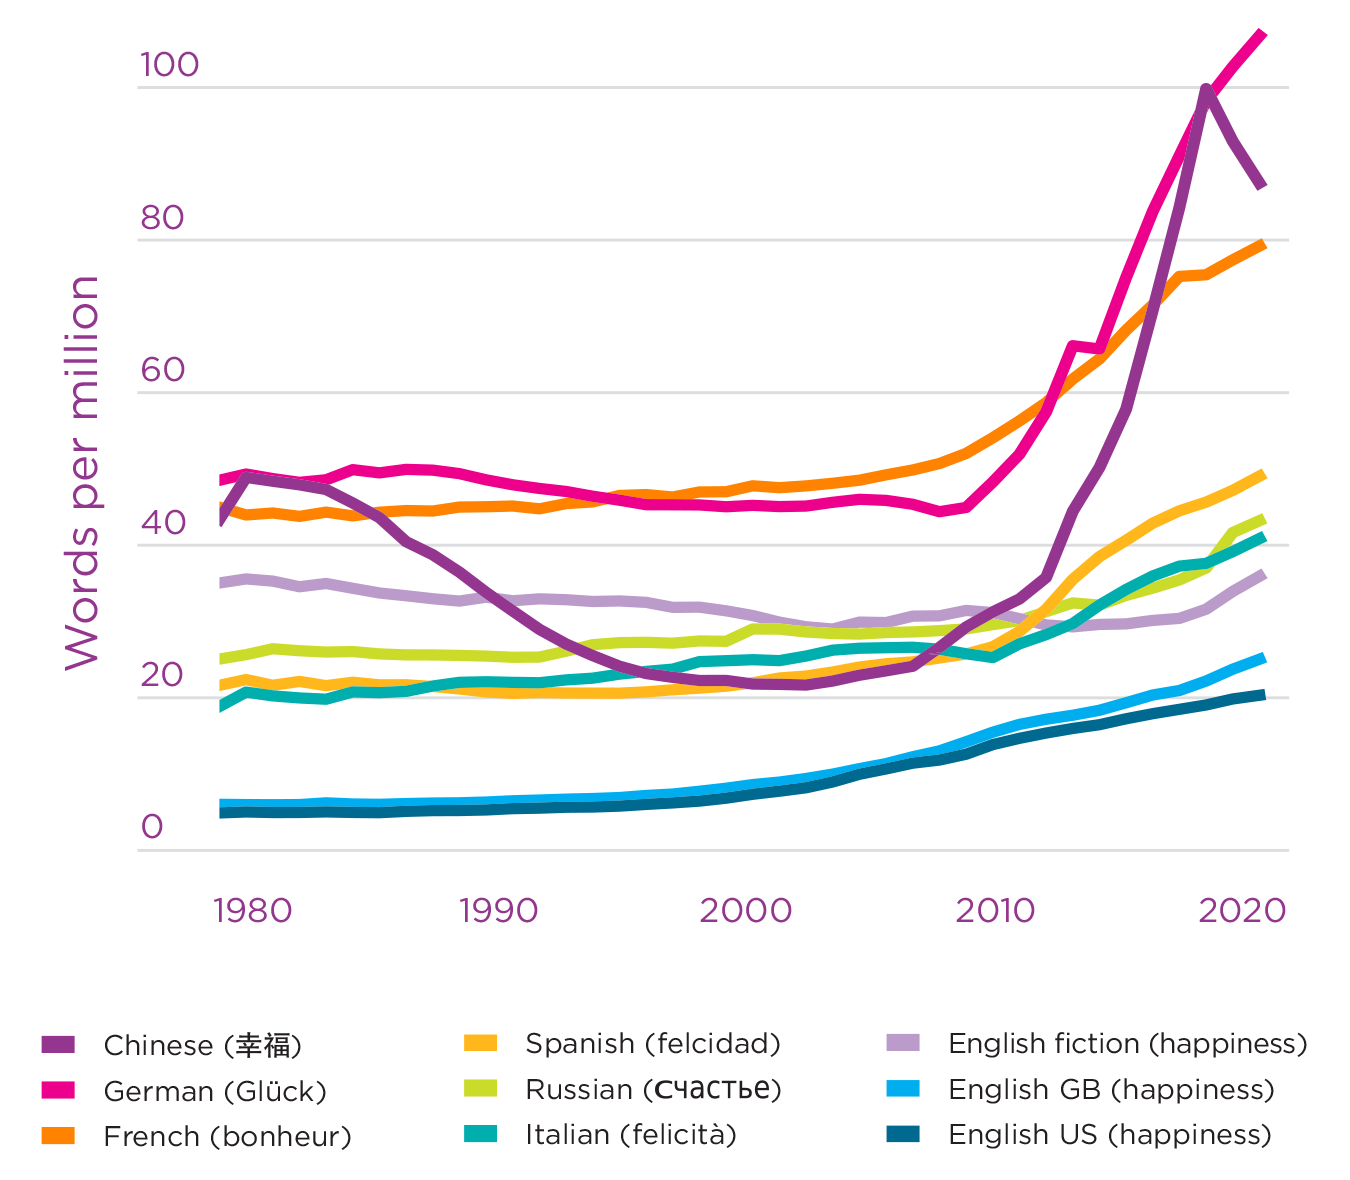 100
80
60
40
20
0
Words per million
1980 1990 2000 2010 2020
Chinese (幸福)
German (Glück)
French (bonheur)
Spanish (felcidad)
Russian (счастье)
Italian (felicità)
English fiction (happiness)
English GB (happiness)
English US (happiness)